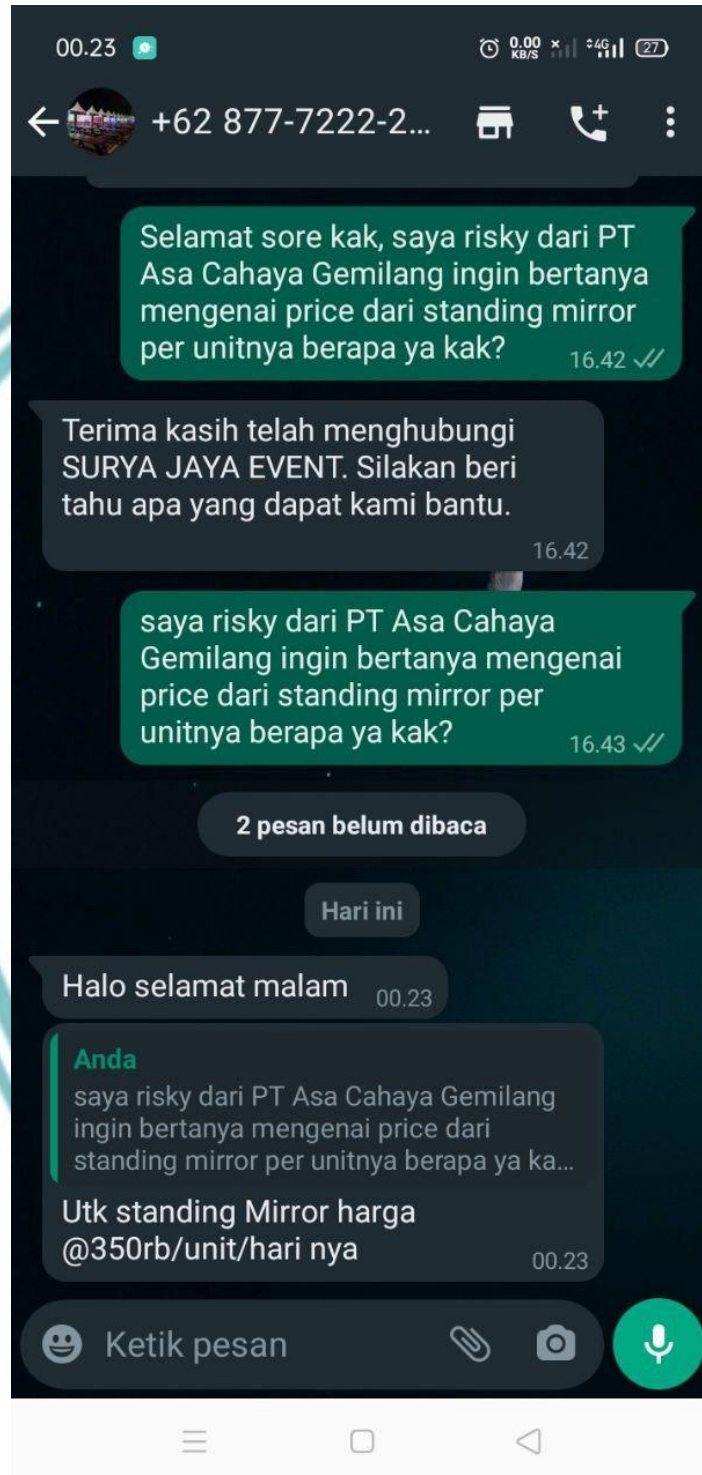 00.23
0.00 KB/S
4G
27
+62 877-7222-2...
Selamat sore kak, saya risky dari PT
Asa Cahaya Gemilang ingin bertanya
mengenai price dari standing mirror
per unitnya berapa ya kak?
16.42
Terima kasih telah menghubungi
SURYA JAYA EVENT. Silakan beri
tahu apa yang dapat kami bantu.
16.42
saya risky dari PT Asa Cahaya
Gemilang ingin bertanya mengenai
price dari standing mirror per
unitnya berapa ya kak?
16.43
2 pesan belum dibaca
Hari ini
Halo selamat malam
00.23
Anda
saya risky dari PT Asa Cahaya Gemilang
ingin bertanya mengenai price dari
standing mirror per unitnya berapa ya ka...
Utk standing Mirror harga
@350rb/unit/hari nya
00.23
Ketik pesan